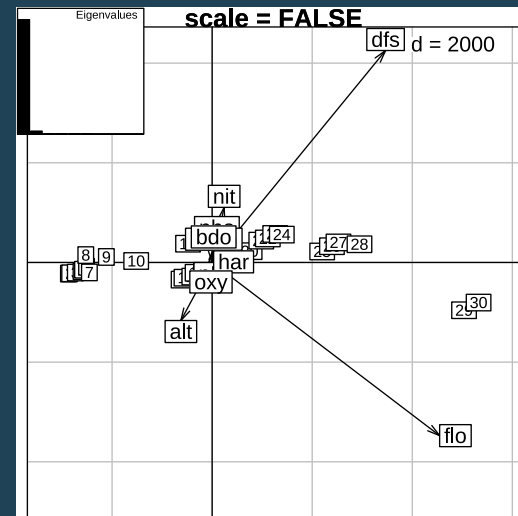 Eigenvalues
scale = FALSE
dfs
d = 2000
nit
bdo
24
27
28
8
9
10
har
7
oxy
30
29
alt
flo